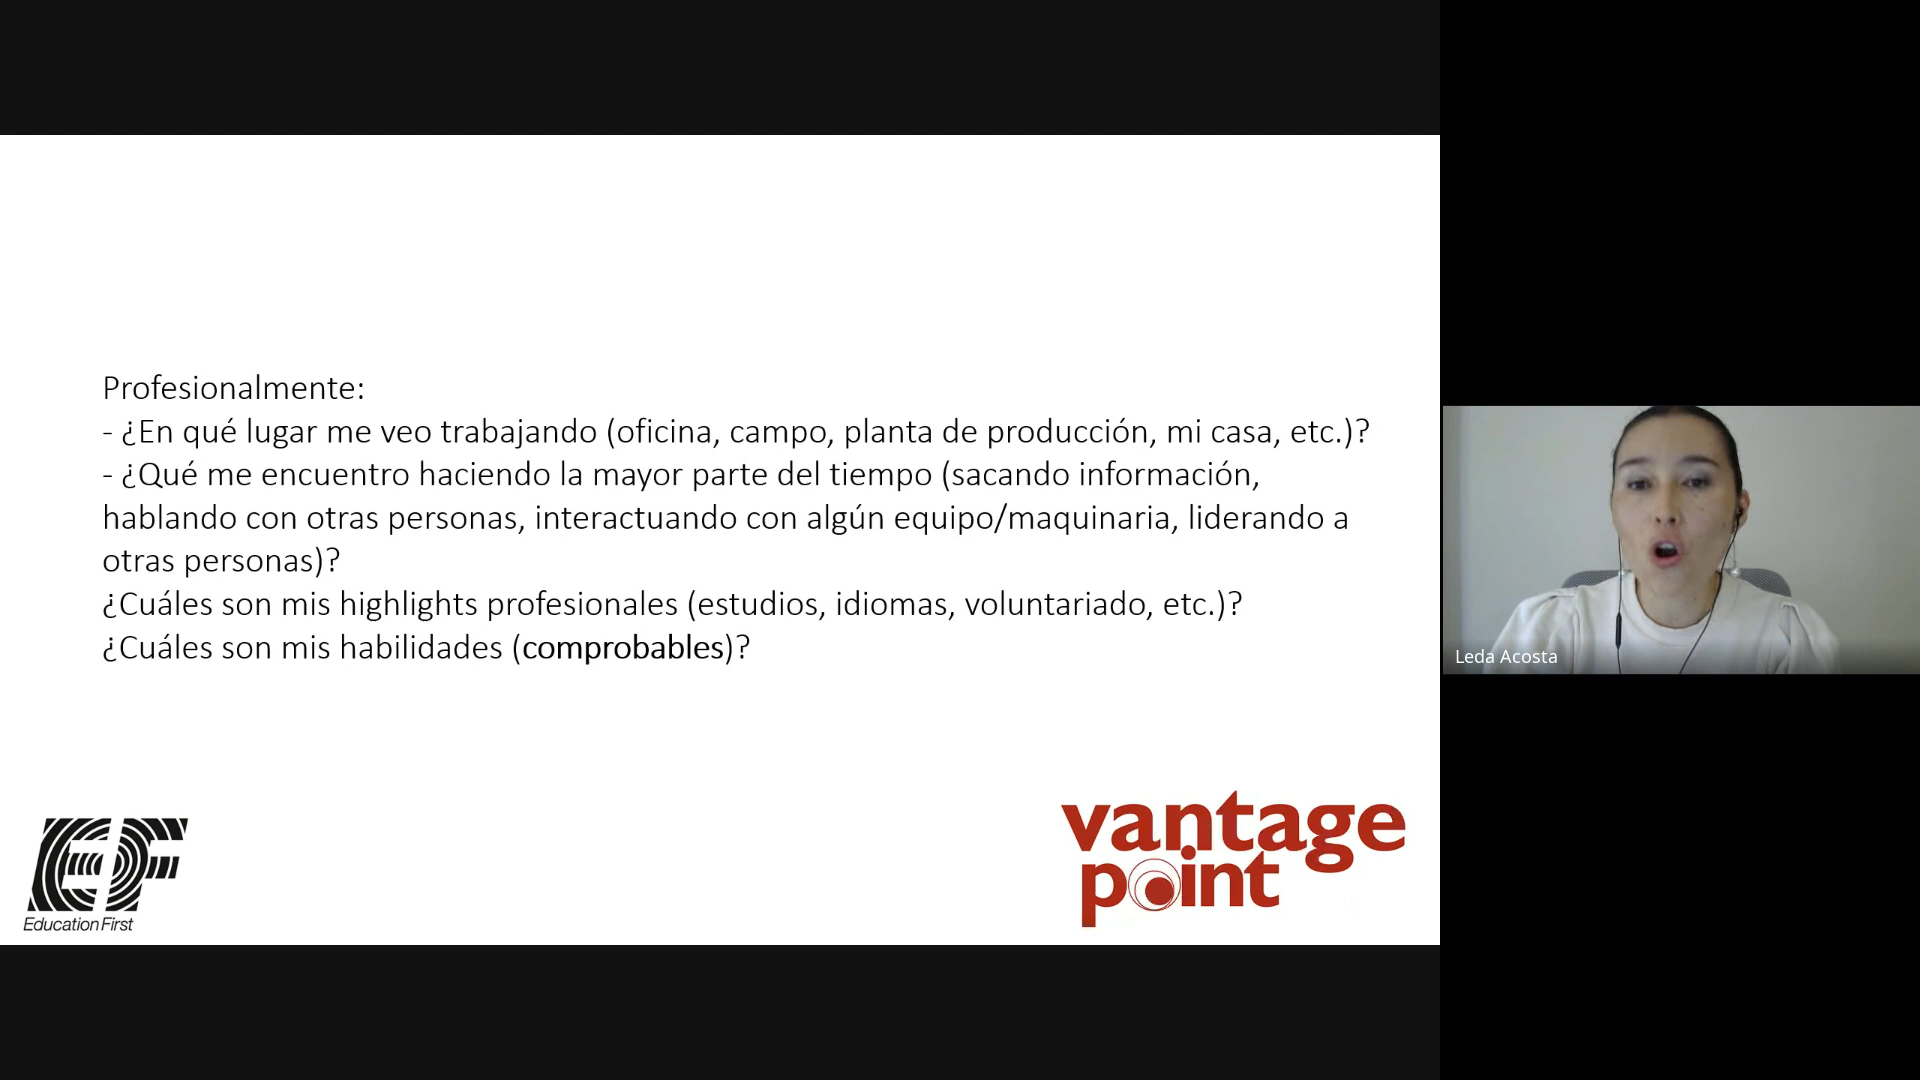 Profesionalmente:
- ¿En qué lugar me veo trabajando (oficina, campo, planta de producción, mi casa, etc.)?
- ¿Qué me encuentro haciendo la mayor parte del tiempo (sacando información,
hablando con otras personas, interactuando con algún equipo/maquinaria, liderando a
otras personas)?
¿Cuáles son mis highlights profesionales (estudios, idiomas, voluntariado, etc.)?
¿Cuáles son mis habilidades (comprobables)?
Leda Acosta
EF
Education First
vantage
point